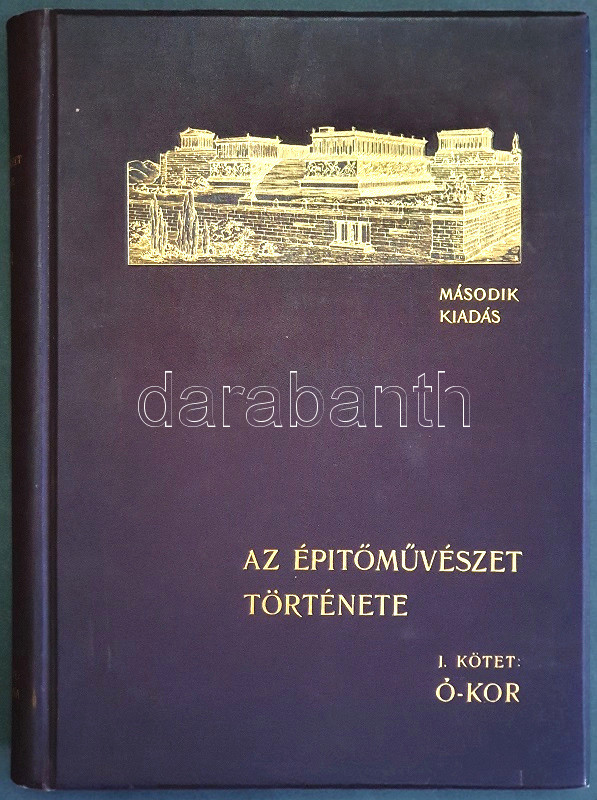 MÁSODIK
KIADÁS
darabanth
AZ ÉPITŐMŰVÉSZET
TÖRTÉNETE
I. KÖTET:
Ó-KOR